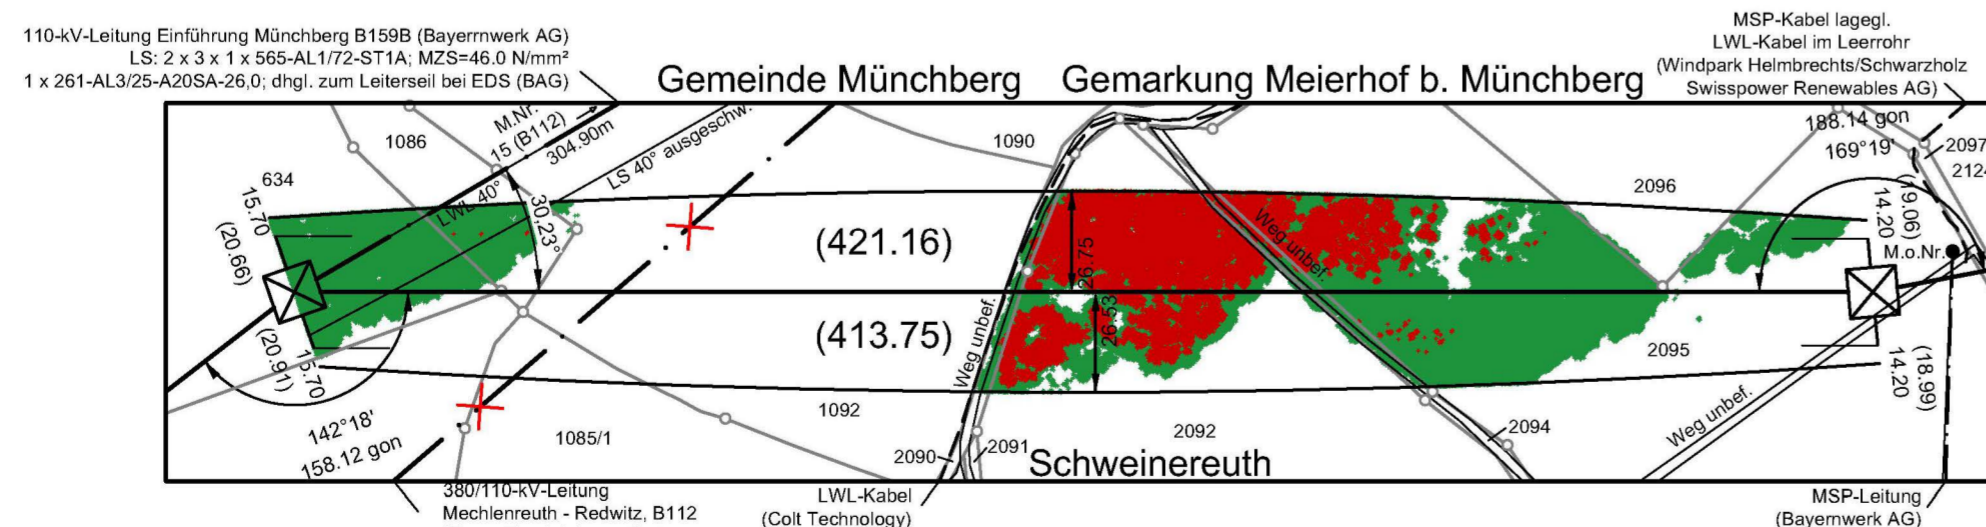 110-kV-Leitung Einführung Münchberg B159B (Bayerrnwerk AG)
LS: 2 x 3 x 1 x 565-AL1/72-ST1A; MZS=46.0 N/mm²
1 x 261-AL3/25-A20SA-26,0; dhgl. zum Leiterseil bei EDS (BAG)
Gemeinde Münchberg
Gemarkung Meierhof b. Münchberg
MSP-Kabel lagegl.
LWL-Kabel im Leerrohr
(Windpark Helmbrechts/Schwarzholz
Swisspower Renewables AG)
M.Nr.
15 (B112)
304.90m
LS 40° ausgeschw.
LWL 40°
30.23°
1086
634
15.70
(20.66)
(20.91)
15.70
142°18'
158.12 gon
1085/1
1092
1090
(421.16)
(413.75)
26.75
26.53
Weg unbef.
Weg unbef.
Weg unbef.
2096
2095
2094
2092
2091
2090
Schweinereuth
188.14 gon
169°19'
2097
2124
(19.06)
14.20
M.o.Nr.
(18.99)
14.20
380/110-kV-Leitung
Mechlenreuth - Redwitz, B112
LWL-Kabel
(Colt Technology)
MSP-Leitung
(Bayernwerk AG)